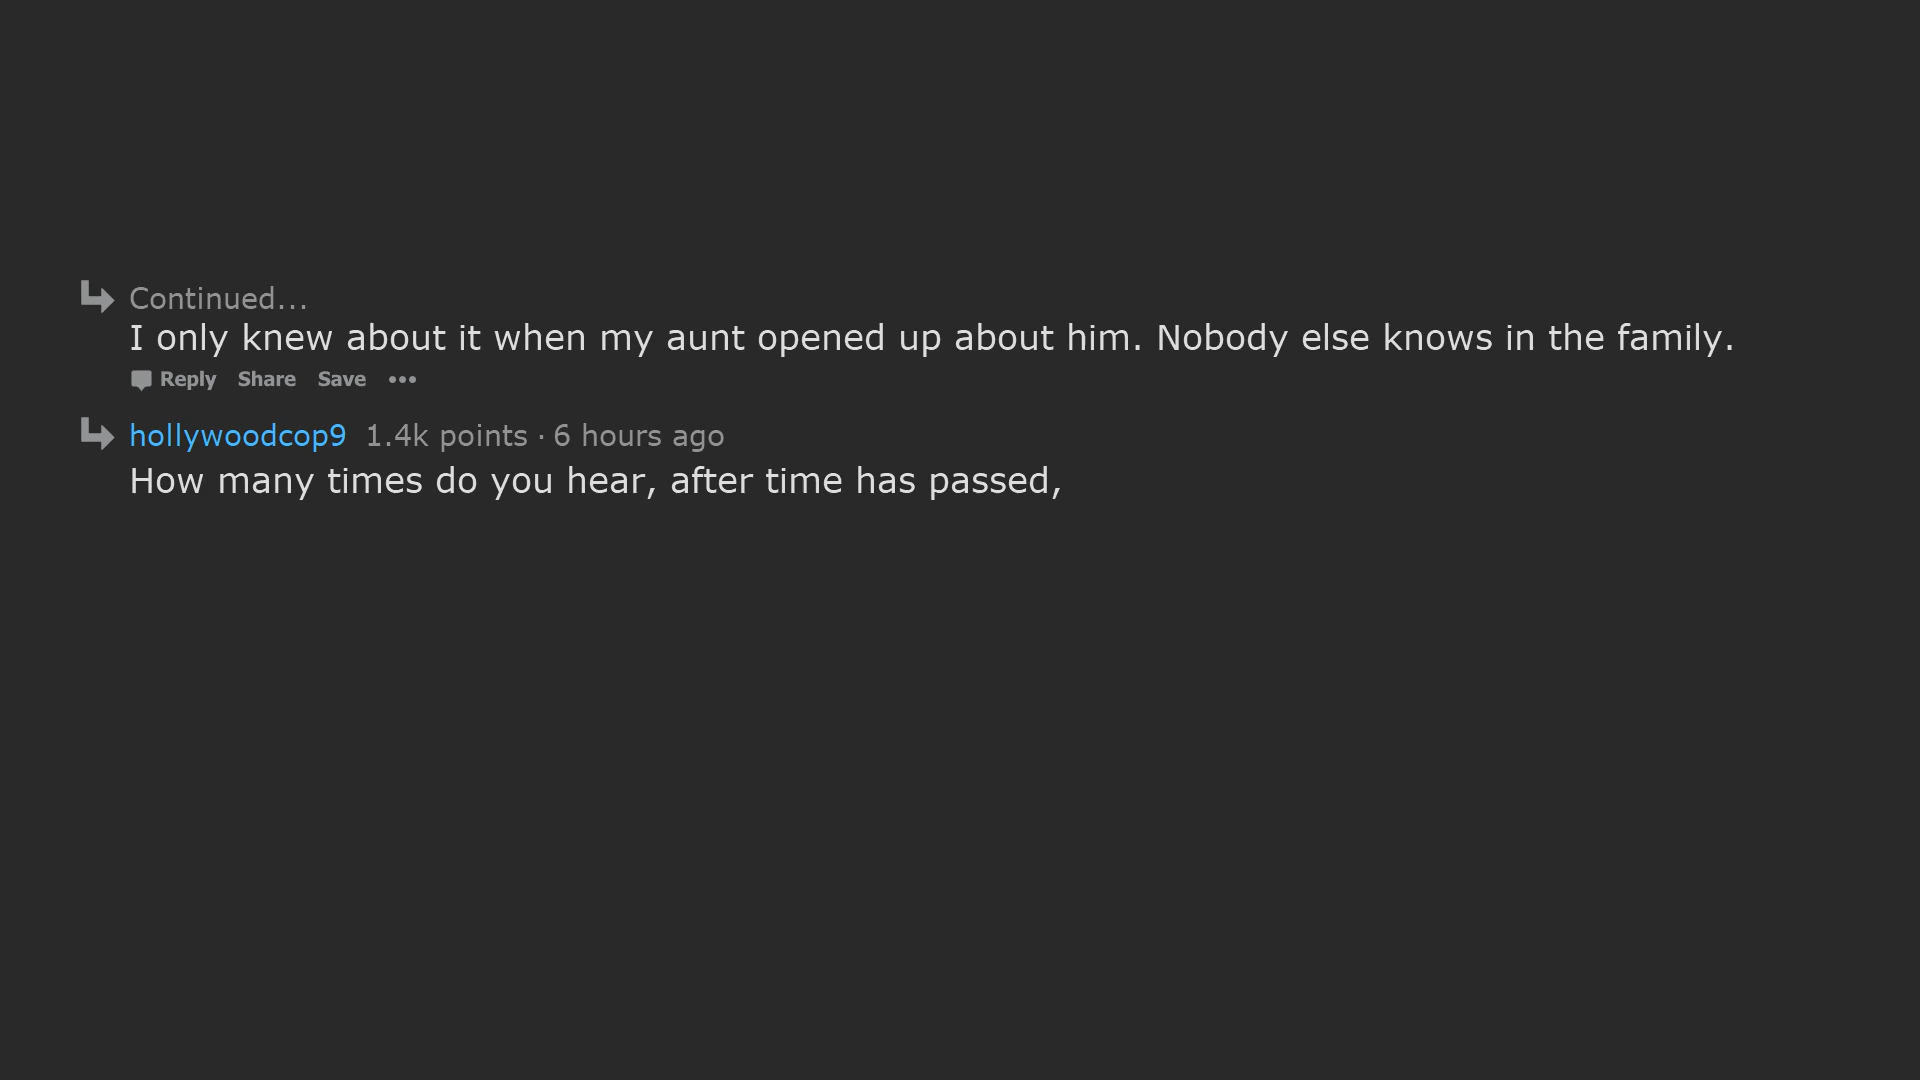 Continued...
I only knew about it when my aunt opened up about him. Nobody else knows in the family.
Reply Share Save •••
hollywoodcop9 1.4k points · 6 hours ago
How many times do you hear, after time has passed,